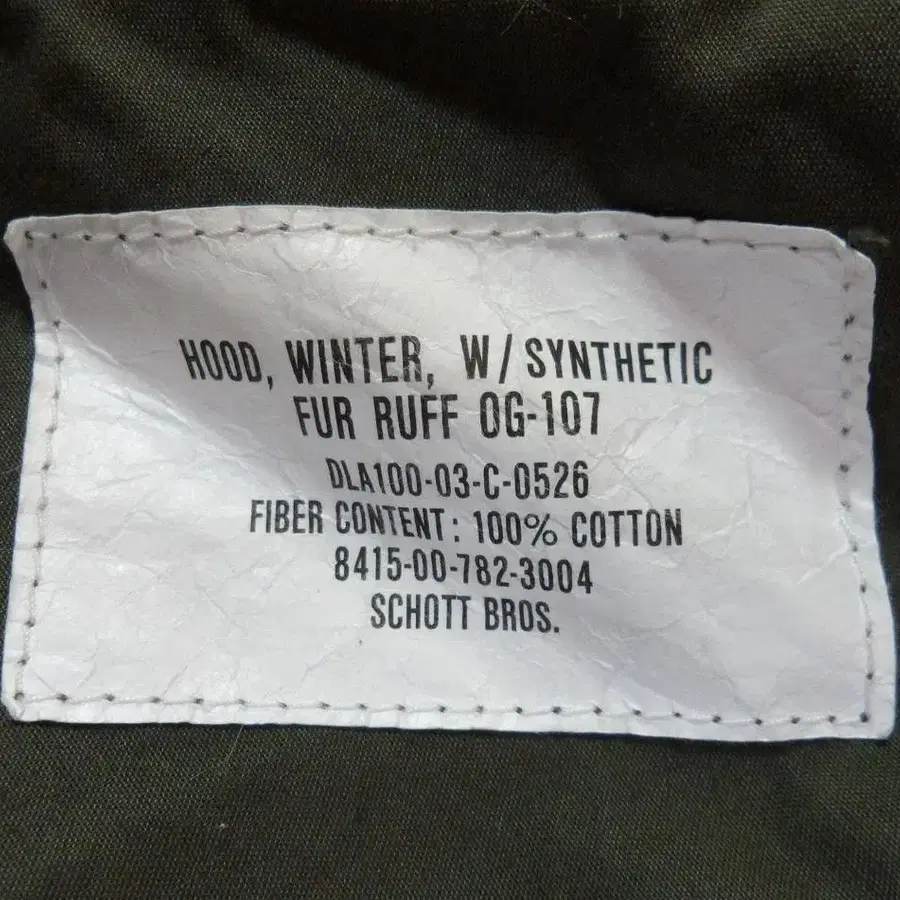 HOOD, WINTER, W/SYNTHETIC
FUR RUFF OG-107
DLA100-03-C-0526
FIBER CONTENT: 100% COTTON
8415-00-782-3004
SCHOTT BROS.